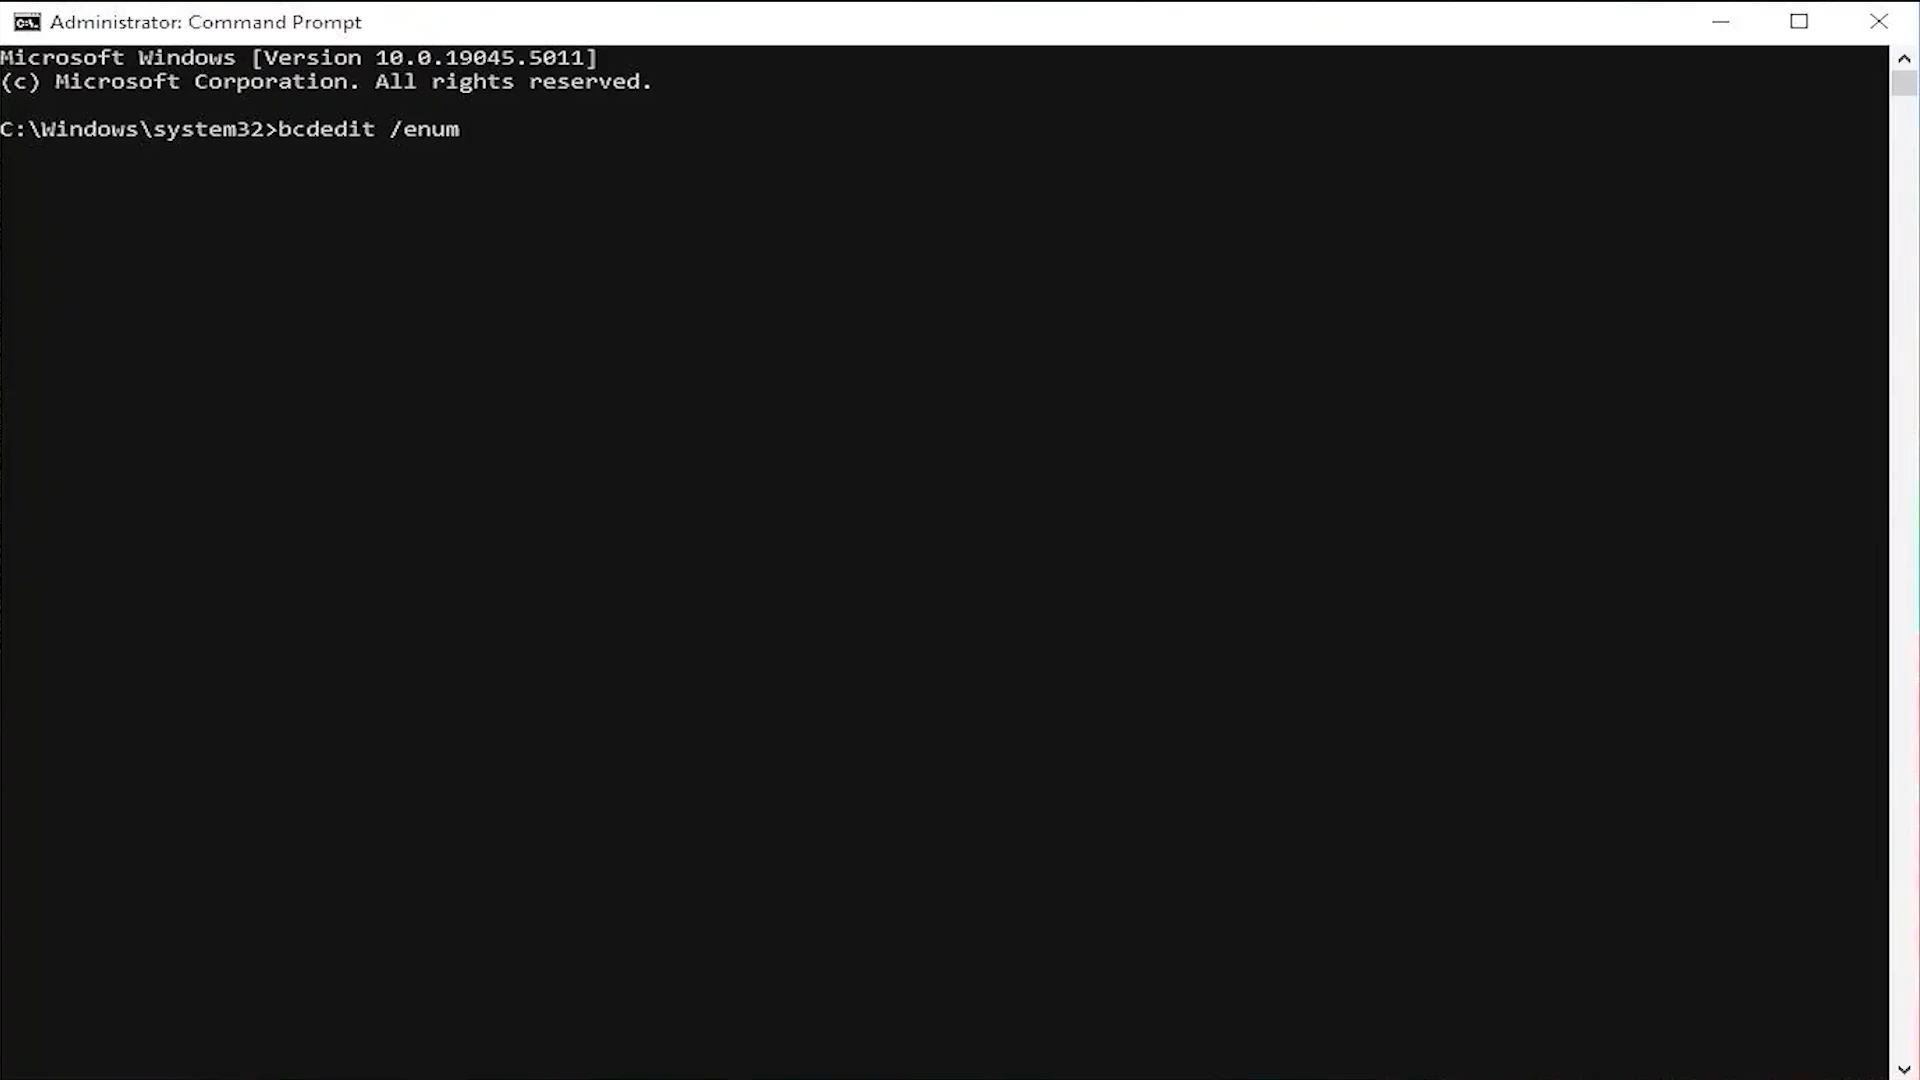 Administrator: Command Prompt
Microsoft Windows [Version 10.0.19045.5011]
(c) Microsoft Corporation. All rights reserved.
C:\Windows\system32>bcdedit /enum